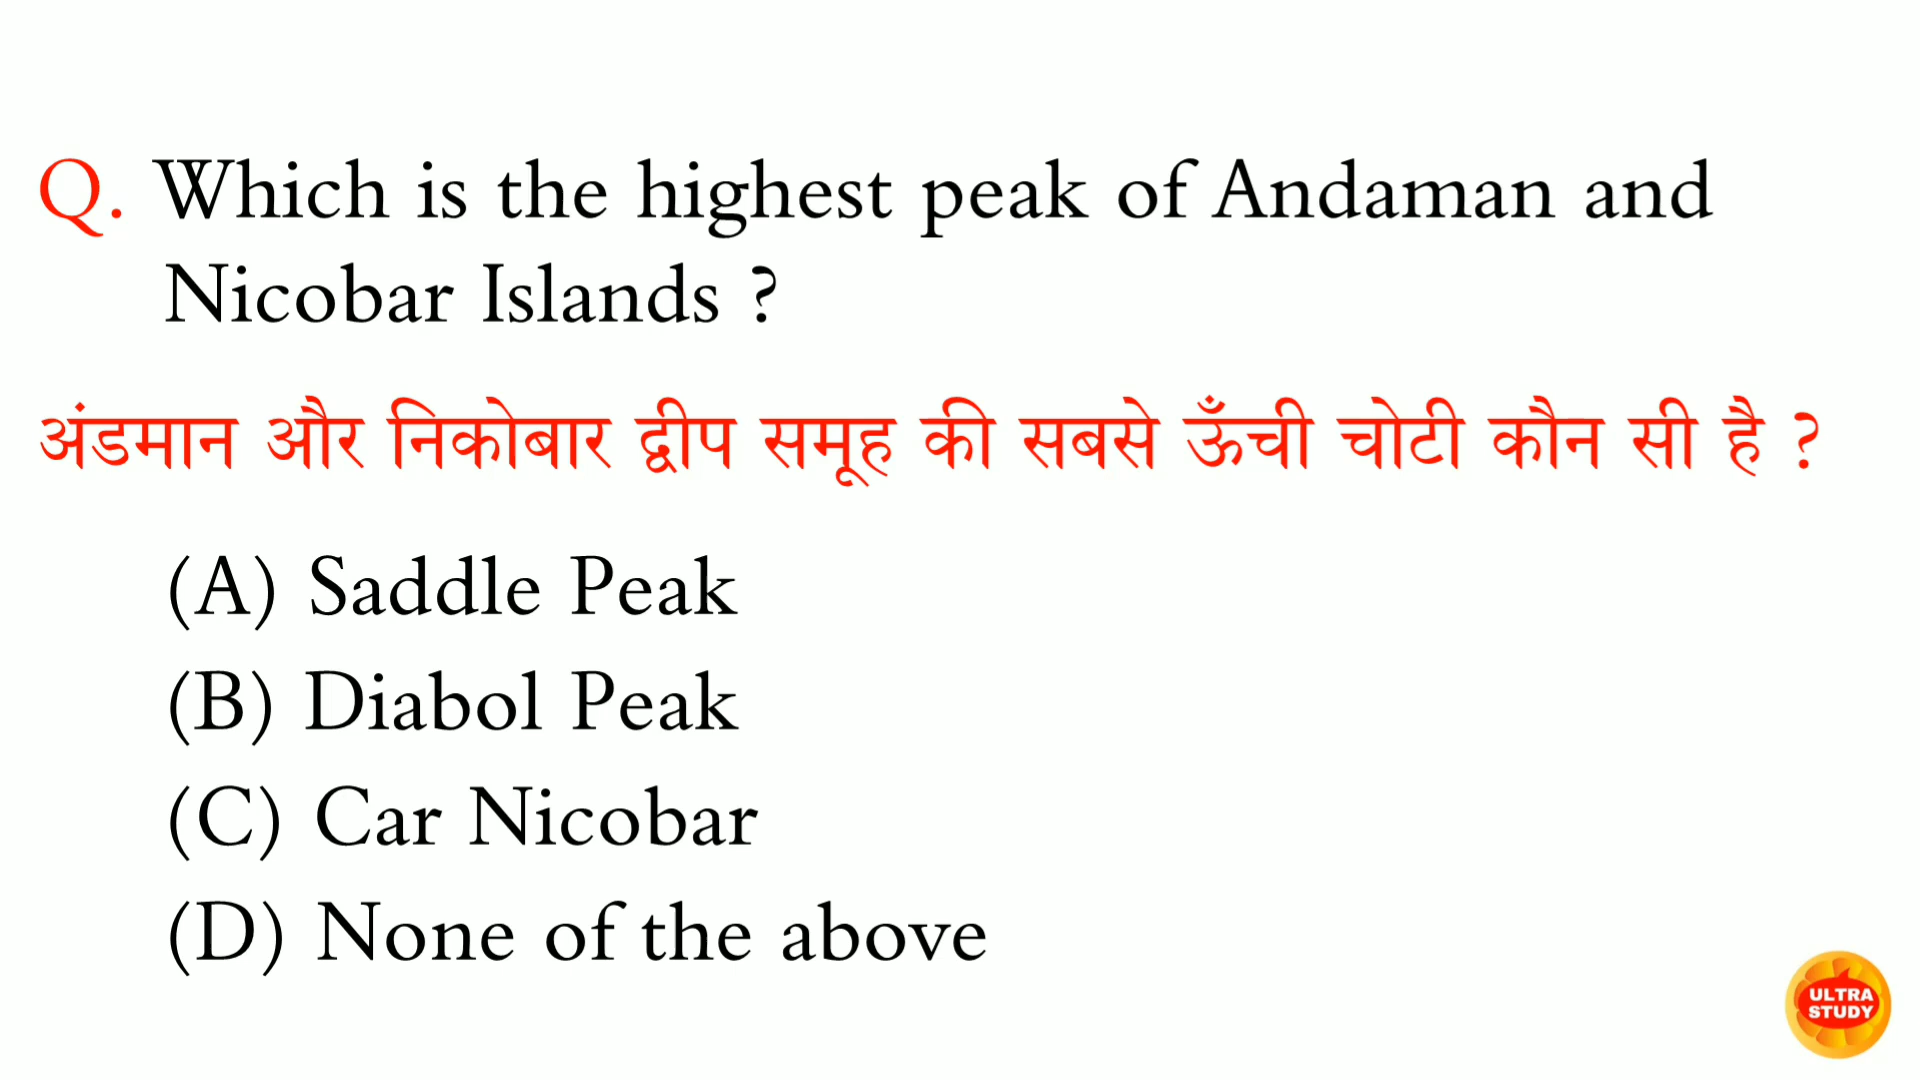 Q. Which is the highest peak of Andaman and
Nicobar Islands ?
अंडमान और निकोबार द्वीप समूह की सबसे ऊँची चोटी कौन सी है ?
(A) Saddle Peak
(B) Diabol Peak
(C) Car Nicobar
(D) None of the above
ULTRA
STUDY